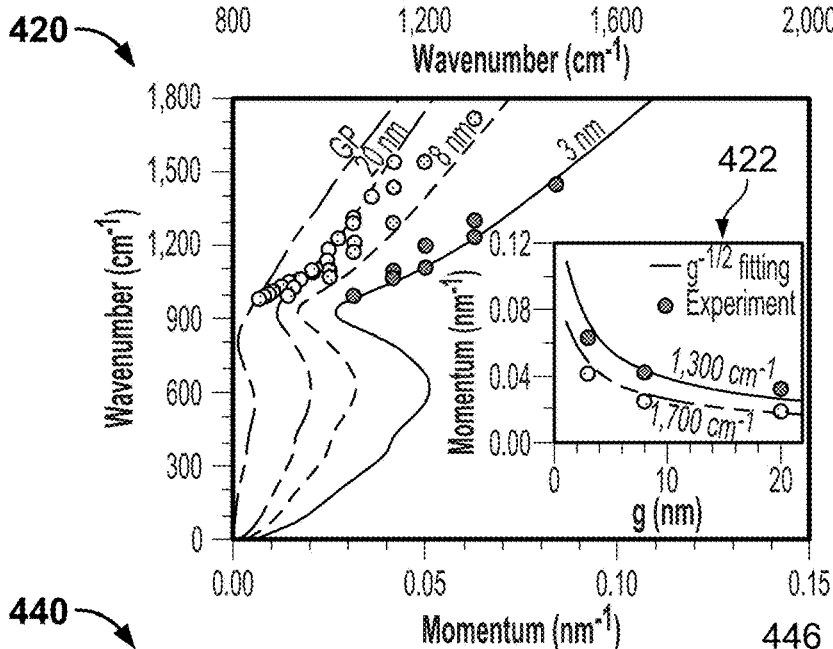 800 1,200 1,600 2,000
420
Wavenumber (cm⁻¹)
1,800
1,500
1,200
900
600
300
0
Wavenumber (cm⁻¹)
GP
20 nm
8 nm
3 nm
422
0.12
0.08
0.04
0.00
Momentum (nm⁻¹)
g⁻¹/² fitting
Experiment
1,300 cm⁻¹
1,700 cm⁻¹
0 10 20
g (nm)
0.00 0.05 0.10 0.15
440
Momentum (nm⁻¹)
446